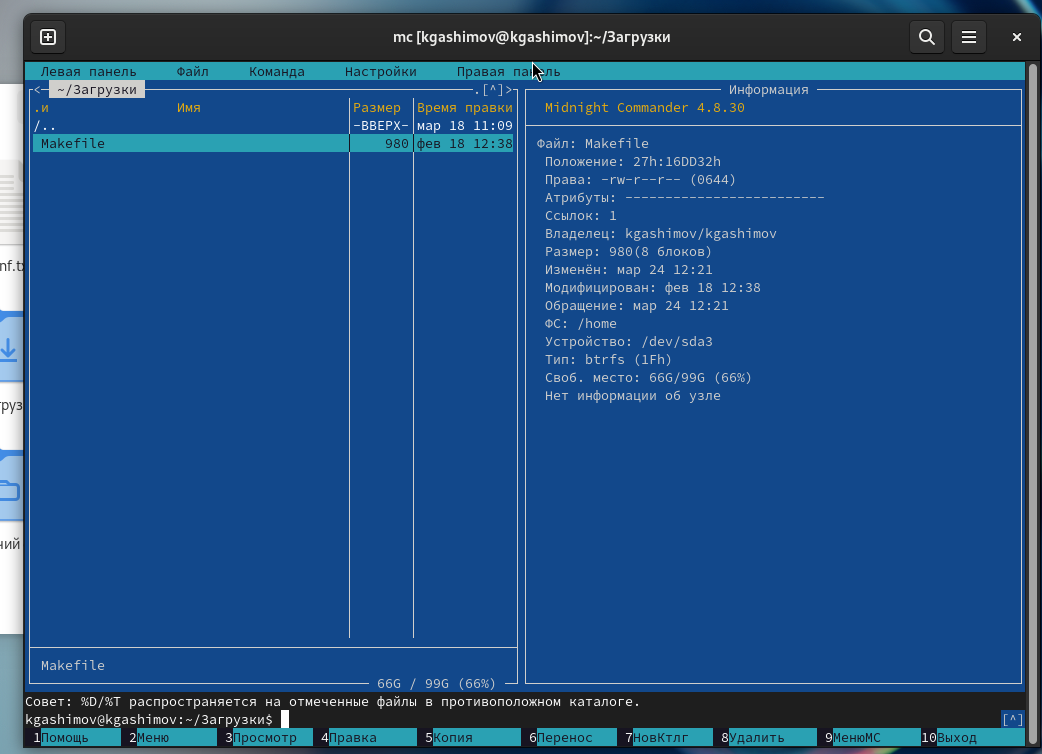 mc [kgashimov@kgashimov]:~/Загрузки
Левая панель Файл Команда Настройки Правая панель
<- ~/Загрузки .[^]>
.и Имя Размер Время правки
/.. -ВВЕРХ- мар 18 11:09
Makefile 980 фев 18 12:38
Makefile
66G / 99G (66%)
Информация
Midnight Commander 4.8.30
Файл: Makefile
Положение: 27h:16DD32h
Права: -rw-r--r-- (0644)
Атрибуты: -------------------------
Ссылок: 1
Владелец: kgashimov/kgashimov
Размер: 980(8 блоков)
Изменён: мар 24 12:21
Модифицирован: фев 18 12:38
Обращение: мар 24 12:21
ФС: /home
Устройство: /dev/sda3
Тип: btrfs (1Fh)
Своб. место: 66G/99G (66%)
Нет информации об узле
Совет: %D/%T распространяется на отмеченные файлы в противоположном каталоге.
kgashimov@kgashimov:~/Загрузки$ [^]
1Помощь 2Меню 3Просмотр 4Правка 5Копия 6Перенос 7НовКтлг 8Удалить 9МенюМС 10Выход